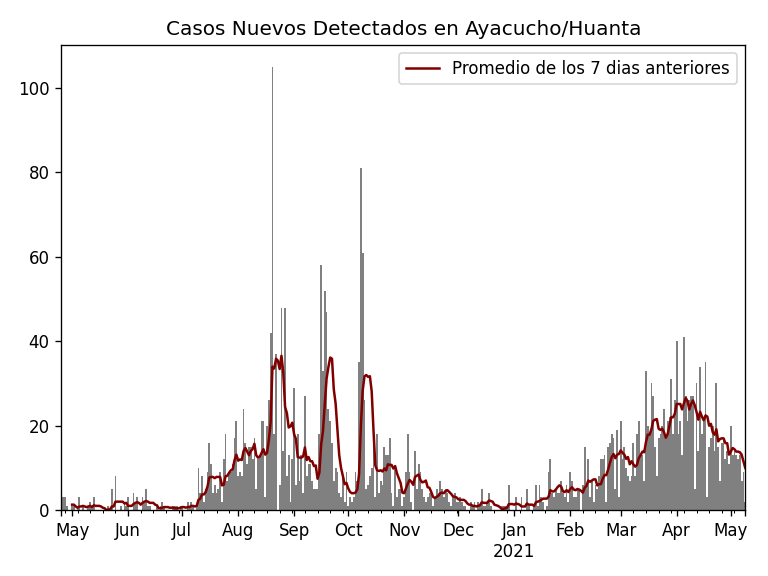 Casos Nuevos Detectados en Ayacucho/Huanta
Promedio de los 7 dias anteriores
100
80
60
40
20
0
May Jun Jul Aug Sep Oct Nov Dec Jan Feb Mar Apr May
2021